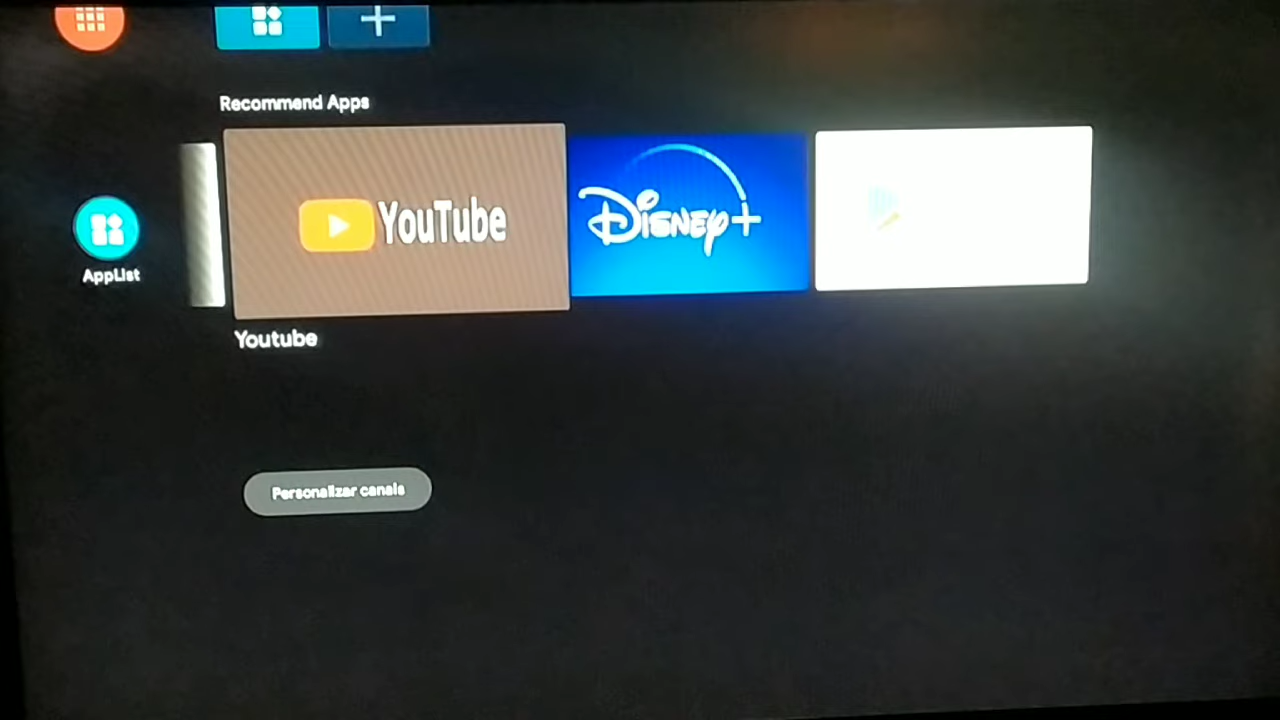 Recommend Apps
YouTube
Disney+
AppList
Youtube
Personalizar canais